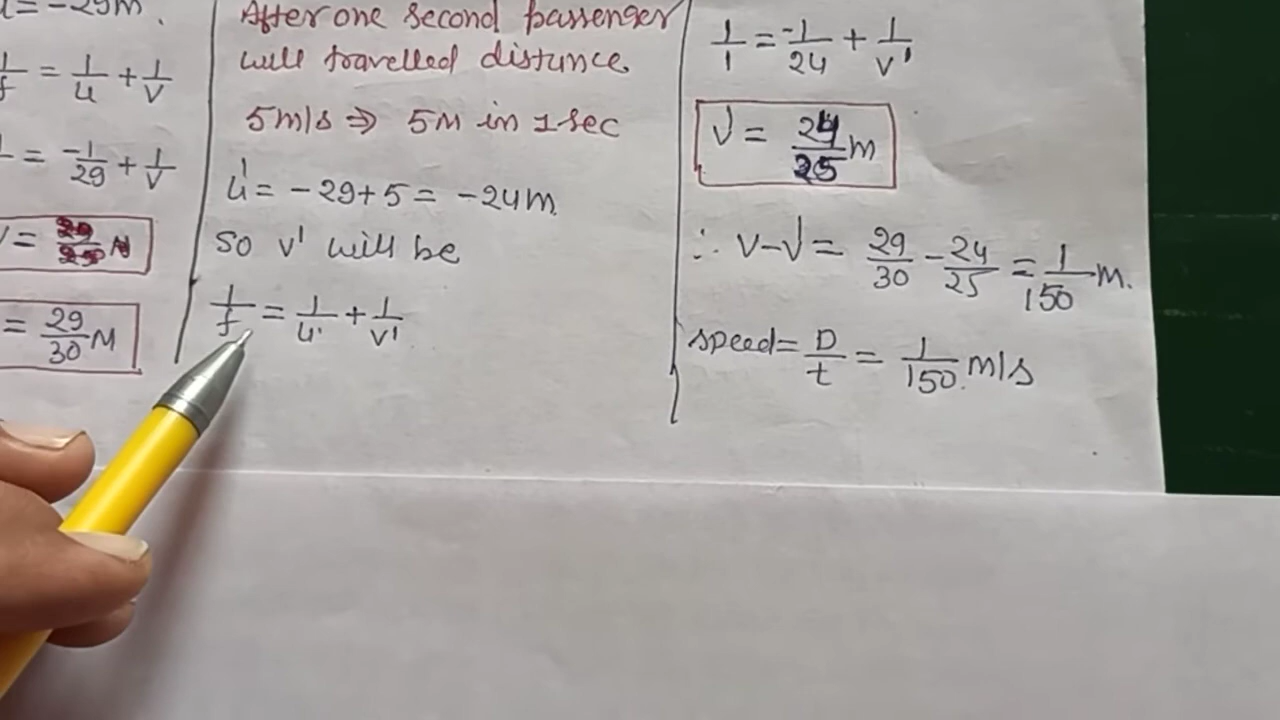 u = -29m.
1/f = 1/u + 1/v
= -1/29 + 1/v
v = M
= 29/30 M
After one second passenger
will travelled distance.
5m/s ⇒ 5M in 1sec
u' = -29+5 = -24m
So v' will be
1/f = 1/u' + 1/v'
1/1 = -1/24 + 1/v'
v' = 24/25 m
∴ v-v' = 29/30 - 24/25 = 1/150 m.
speed = D/t = 1/150 m/s